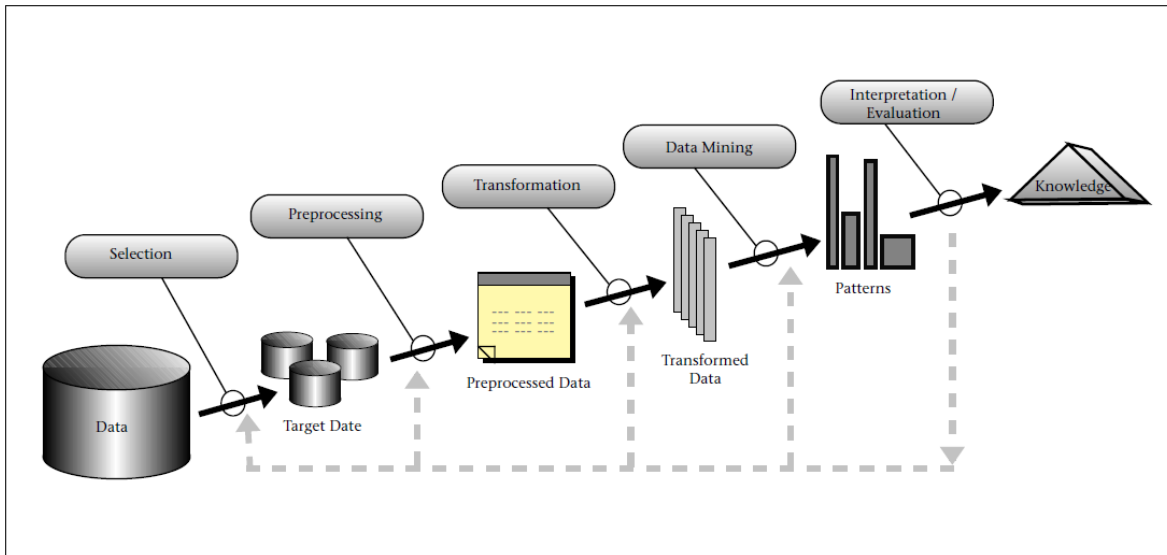 Selection
Preprocessing
Transformation
Data Mining
Interpretation /
Evaluation
Data
Target Date
Preprocessed Data
Transformed
Data
Patterns
Knowledge